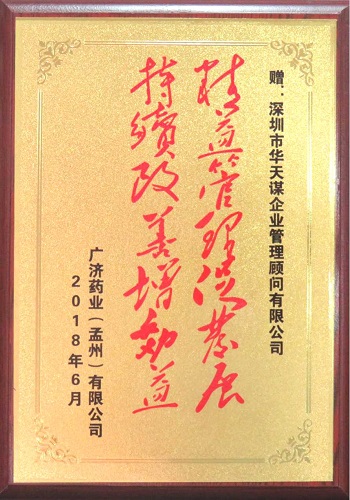 赠：深圳市华天谋企业管理顾问有限公司
精益管理促發展
持續改善增效益
广济药业（孟州）有限公司
2018年6月